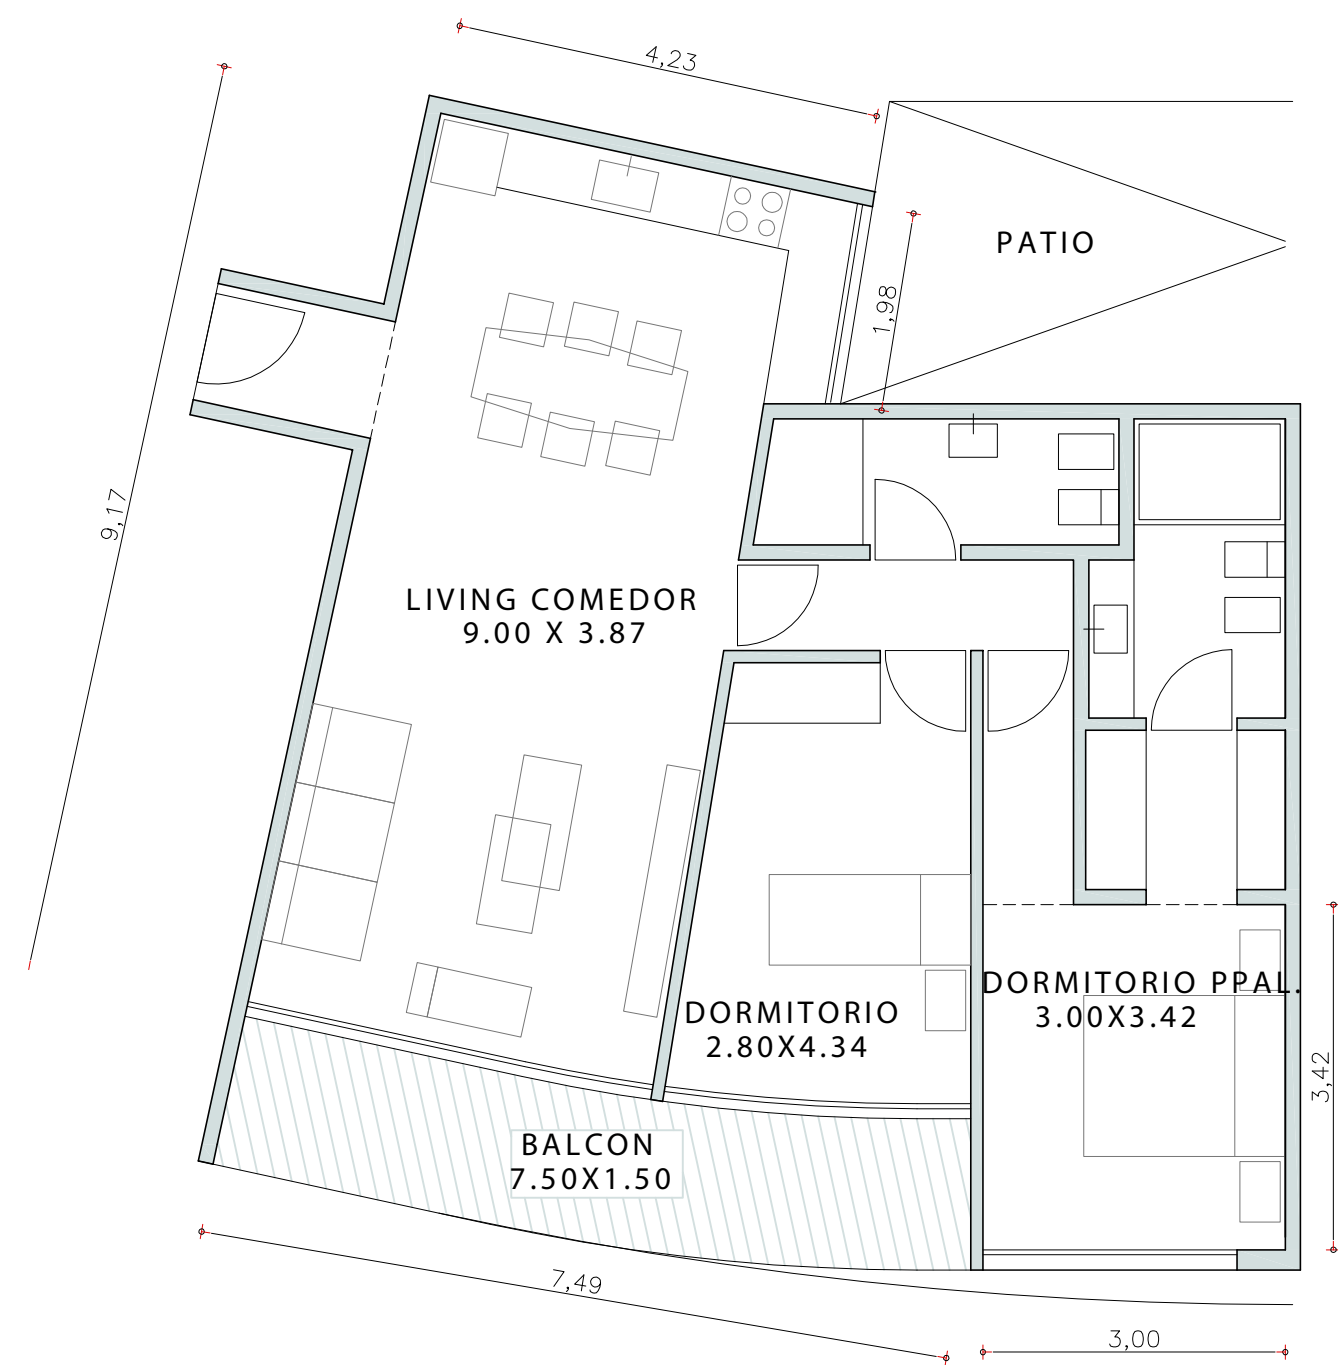 4,23
PATIO
1,98
9,17
LIVING COMEDOR
9.00 X 3.87
DORMITORIO PPAL.
3.00X3.42
DORMITORIO
2.80X4.34
3,42
BALCON
7.50X1.50
7,49
3,00